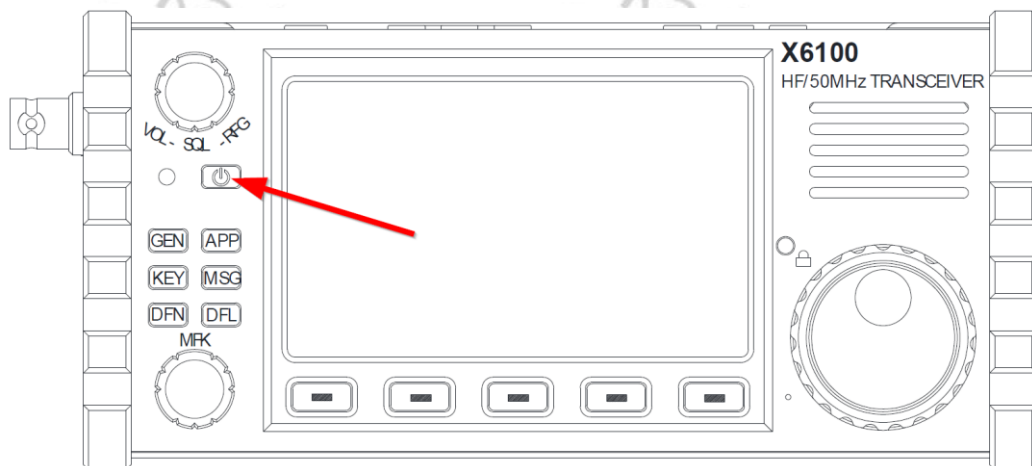 X6100
HF/50MHz TRANSCEIVER
VOL - SQL - RFG
GEN APP
KEY MSG
DFN DFL
MFK